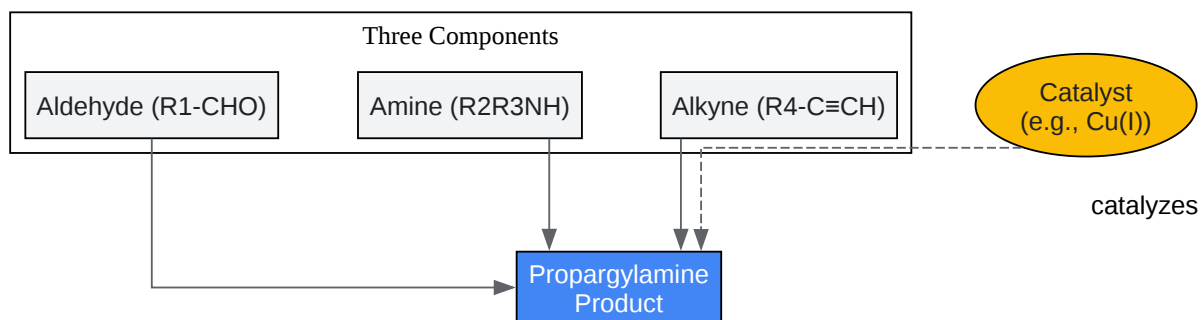 Three Components
Aldehyde (R1-CHO)
Amine (R2R3NH)
Alkyne (R4-C≡CH)
Catalyst
(e.g., Cu(I))
catalyzes
Propargylamine
Product